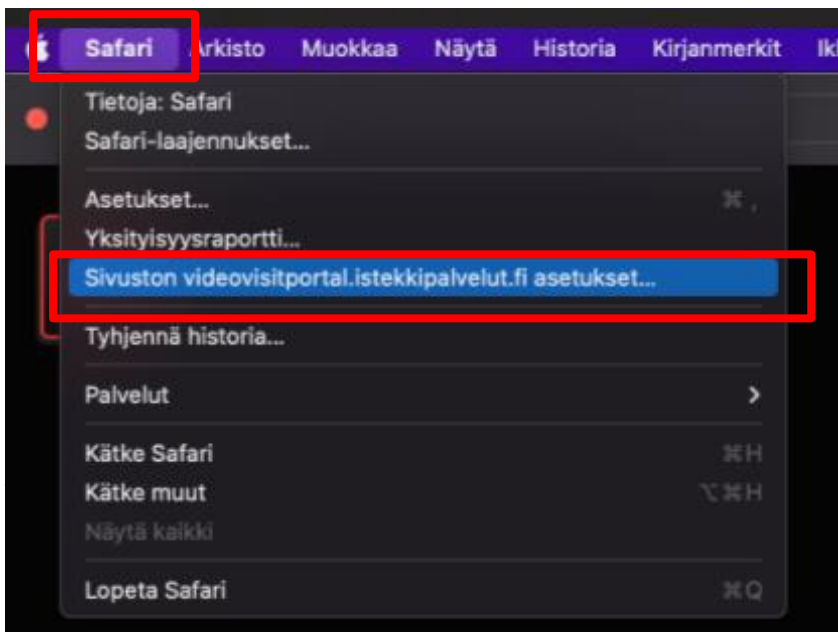 Safari Arkisto Muokkaa Näytä Historia Kirjanmerkit
Tietoja: Safari
Safari-laajennukset...
Asetukset... ⌘ ,
Yksityisyysraportti...
Sivuston videovisitportal.istekkipalvelut.fi asetukset...
Tyhjennä historia...
Palvelut
Kätke Safari ⌘H
Kätke muut ⌥⌘H
Näytä kaikki
Lopeta Safari ⌘Q